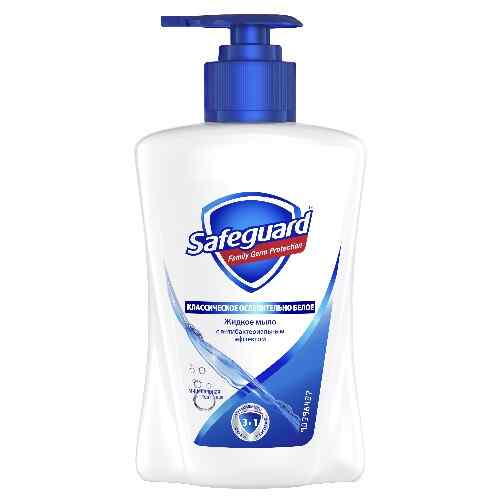 Safeguard
Family Germ Protection
КЛАССИЧЕСКОЕ ОСЛЕПИТЕЛЬНО БЕЛОЕ
Жидкое мыло
с антибактериальным
эффектом
3в1